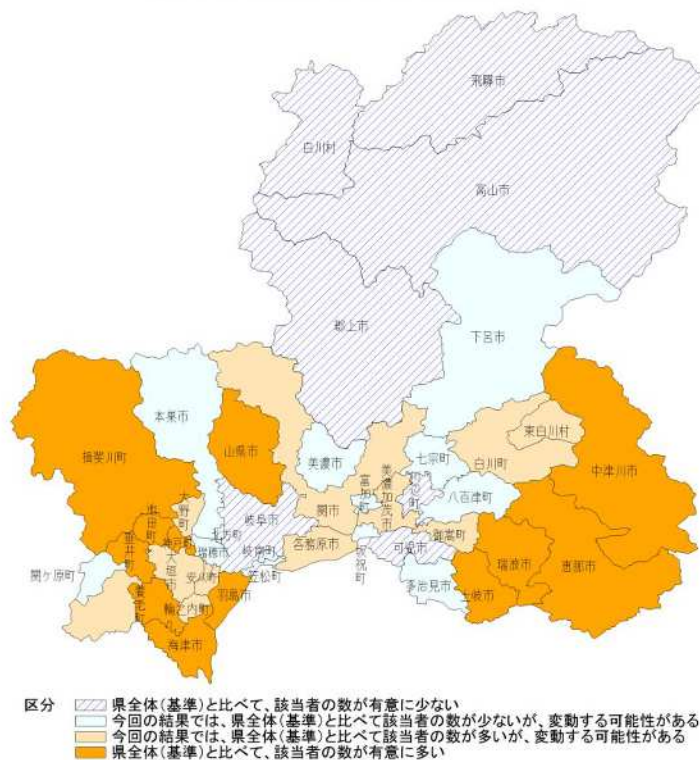 飛騨市
白川村
高山市
郡上市
下呂市
本巣市
東白川村
山県市
揖斐川町
美濃市
七宗町
白川町
中津川市
富加町
美濃加茂市
八百津町
大野町
池田町
岐阜市
関市
北方町
神戸町
御嵩町
垂井町
瑞穂市
岐南町
各務原市
可児市
坂祝町
大垣市
関ケ原町
安八町
笠松町
瑞浪市
恵那市
養老町
羽島市
多治見市
土岐市
輪之内町
海津市
区分
県全体(基準)と比べて、該当者の数が有意に少ない
今回の結果では、県全体(基準)と比べて該当者の数が少ないが、変動する可能性がある
今回の結果では、県全体(基準)と比べて該当者の数が多いが、変動する可能性がある
県全体(基準)と比べて、該当者の数が有意に多い